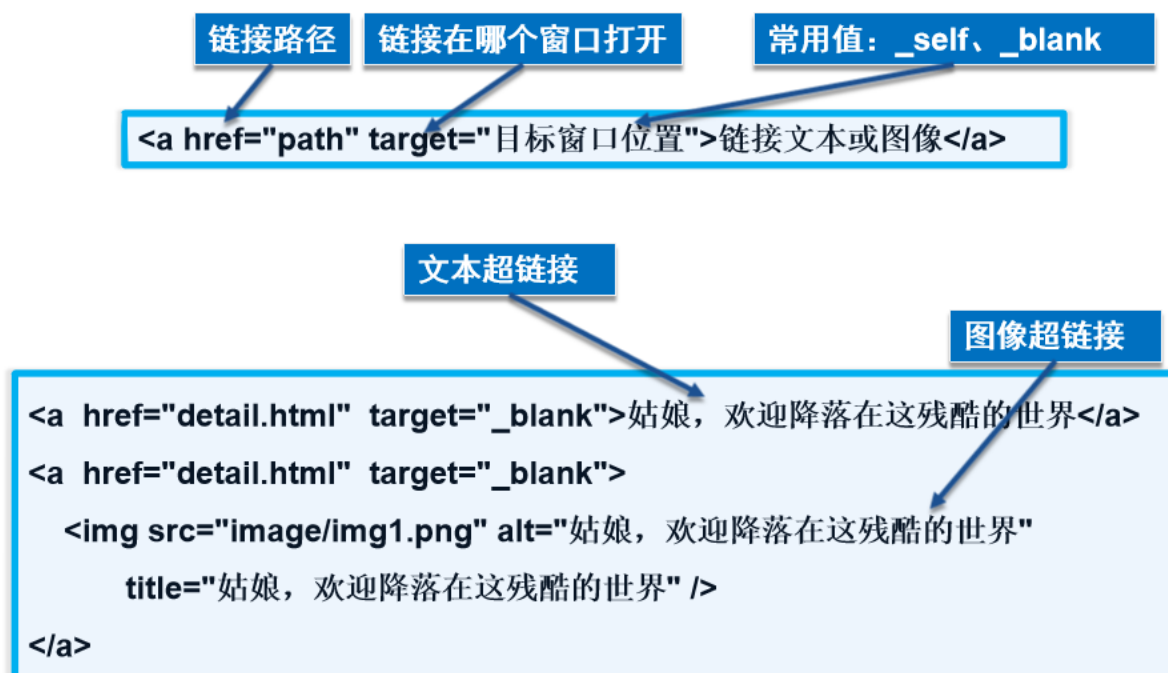 链接路径 链接在哪个窗口打开 常用值：_self、_blank
<a href="path" target="目标窗口位置">链接文本或图像</a>
文本超链接
图像超链接
<a href="detail.html" target="_blank">姑娘，欢迎降落在这残酷的世界</a>
<a href="detail.html" target="_blank">
<img src="image/img1.png" alt="姑娘，欢迎降落在这残酷的世界"
title="姑娘，欢迎降落在这残酷的世界" />
</a>